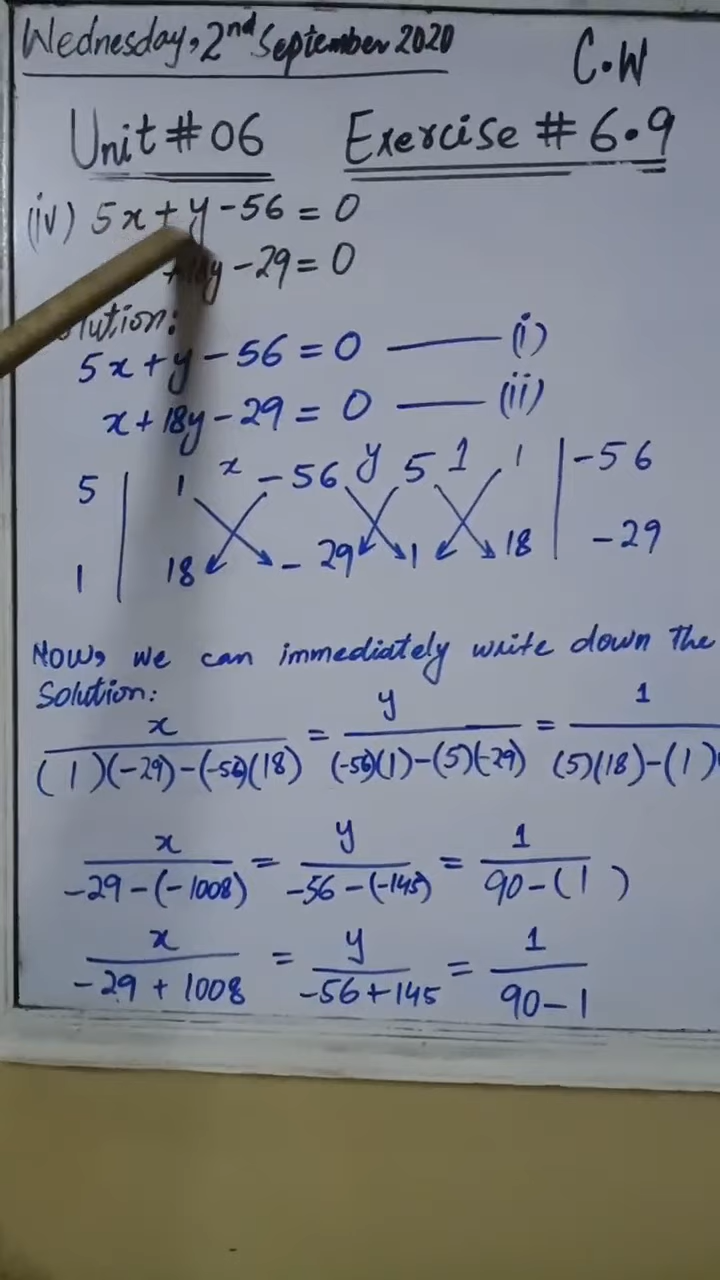 Wednesday, 2nd September 2020
C.W
Unit # 06 Exercise # 6.9
(iv) 5x + y - 56 = 0
- 29 = 0
5x + y - 56 = 0 ——— (i)
x + 18y - 29 = 0 ——— (ii)
5 | 1 x -56 y 5 1 1 | -56
1 | 18 -29 1 18 | -29
Now, we can immediately write down the
Solution:
x/((1)(-29)-(-56)(18)) = y/((-56)(1)-(5)(-29)) = 1/((5)(18)-(1)
x/(-29-(-1008)) = y/(-56-(-145)) = 1/(90-(1))
x/(-29+1008) = y/(-56+145) = 1/(90-1)